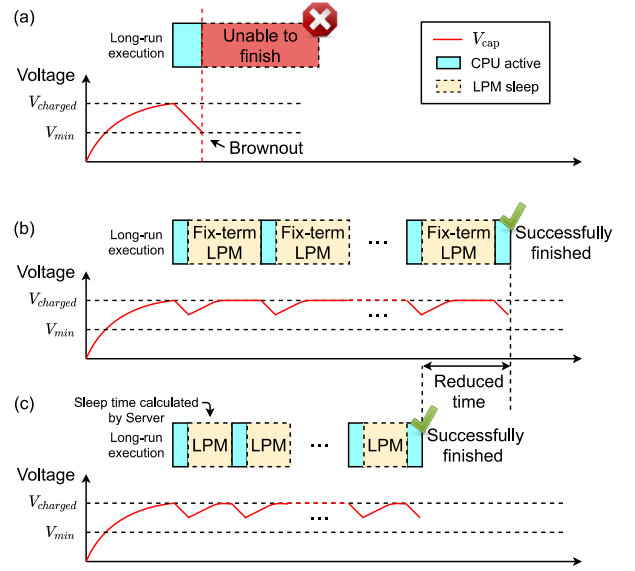 (a)
Long-run
execution
Unable to
finish
V_cap
CPU active
LPM sleep
Voltage
V_charged
V_min
Brownout
(b)
Long-run
execution
Fix-term
LPM
Fix-term
LPM
...
Fix-term
LPM
Successfully
finished
Voltage
V_charged
V_min
...
Reduced
time
(c)
Sleep time calculated
by Server
Long-run
execution
LPM
LPM
...
LPM
Successfully
finished
Voltage
V_charged
V_min
...